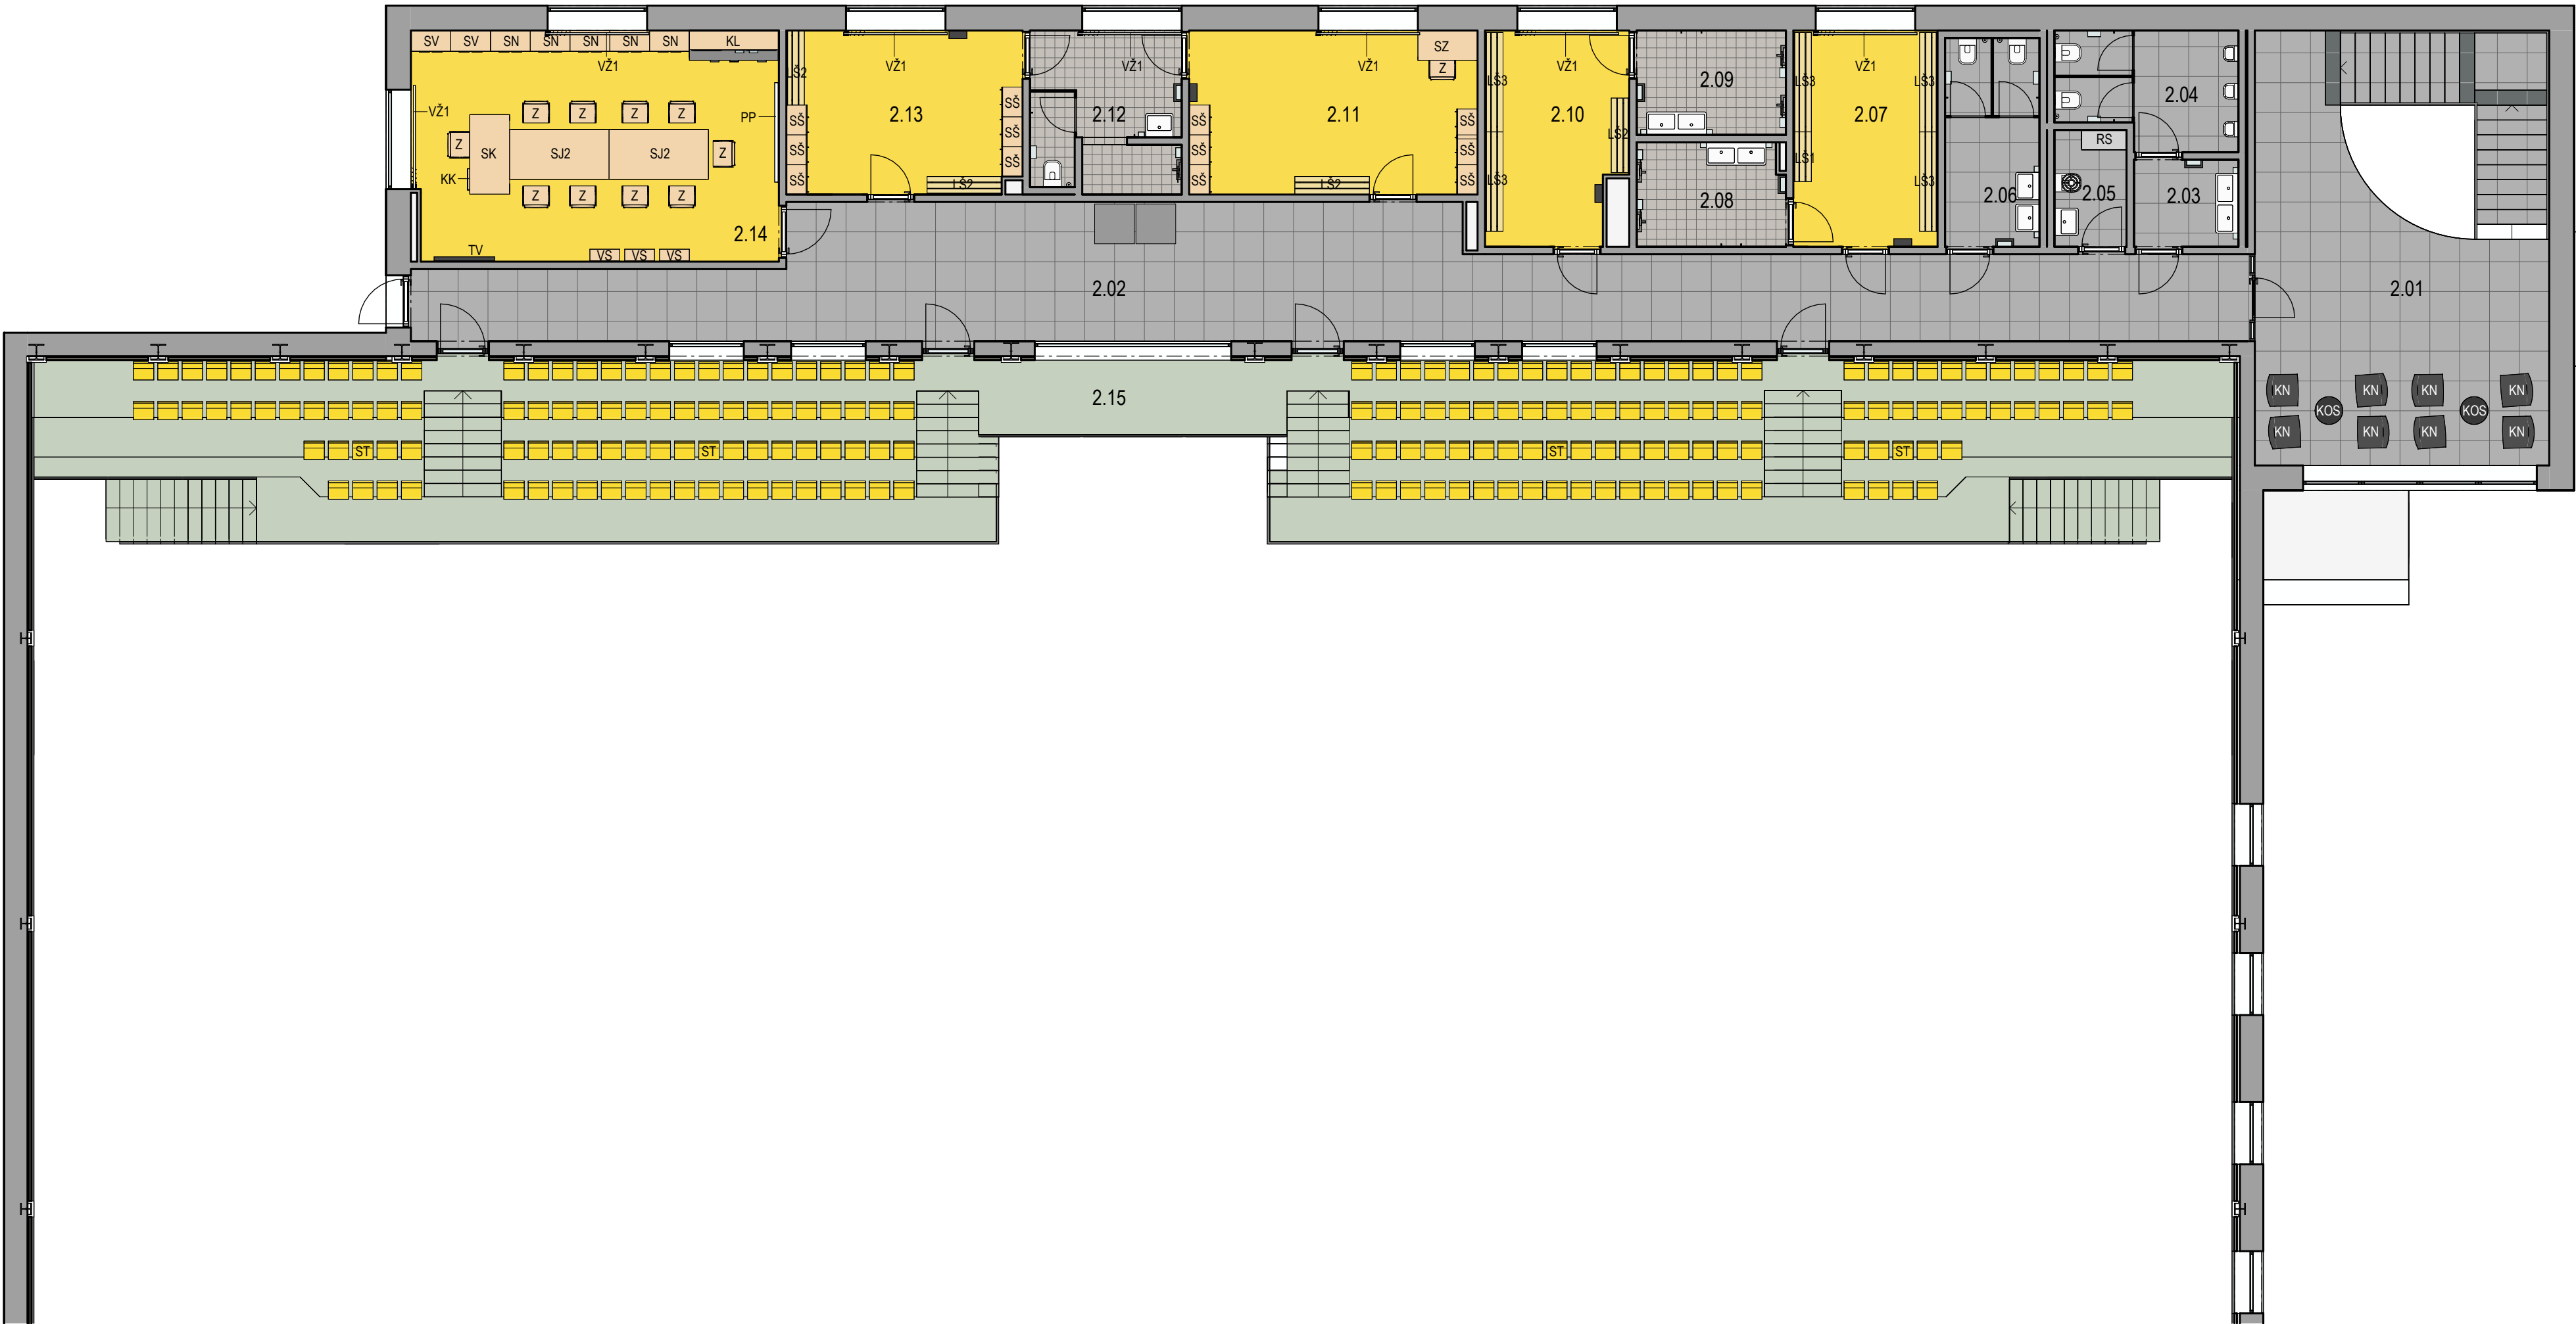 SV SV SN SN SN SN SN KL
SZ
VŽ1 VŽ1 VŽ1 VŽ1 VŽ1 VŽ1
Z
LŠ2
LŠ3 LŠ3 LŠ3
2.09
2.04
VŽ1
Z Z Z Z
PP
SŠ SŠ
2.13
2.12
SŠ
2.11
SŠ
2.10
2.07
LŠ2
RS
Z SK SJ2 SJ2 Z
SŠ SŠ SŠ SŠ SŠ
LŠ1
KK
SŠ SŠ SŠ SŠ
LŠ2 LŠ2
LŠ3 LŠ3
Z Z Z Z
2.08
2.06
2.05
2.03
2.14
TV
VS VS VS
2.02
2.01
2.15
KN KN KN KN
KOS KOS
KN KN KN KN
ST ST ST ST